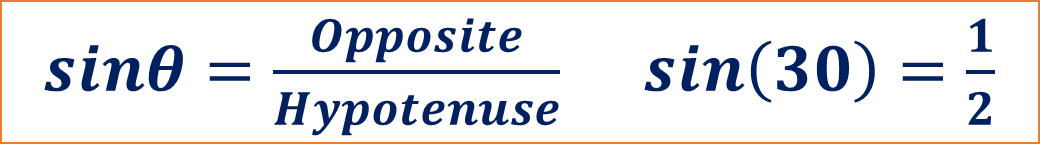 sinθ = Opposite/Hypotenuse sin(30) = 1/2